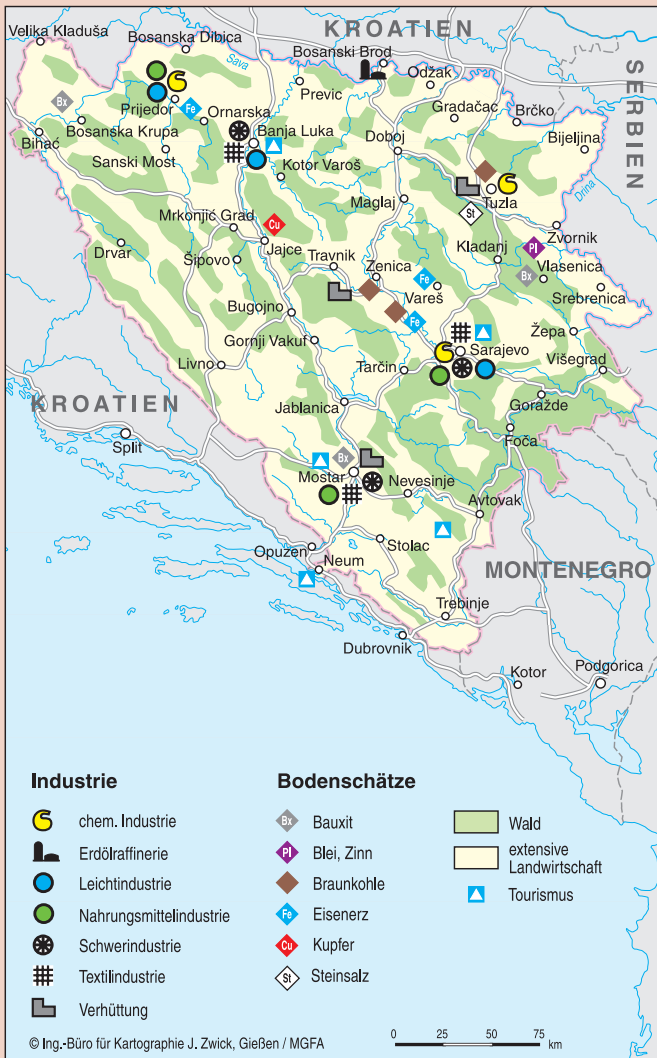 KROATIEN
Velika Kladuša
Bosanska Dibica
Bosanski Brod
Sava
Odžak
SERBIEN
Previc
Gradačac
Brčko
Bx
Prijedor
Fe
Ornarska
Bosanska Krupa
Banja Luka
Doboj
Bijeljina
Bihać
Sanski Most
Kotor Varoš
Drina
Tuzla
St
Maglaj
Mrkonjić Grad
Cu
Zvornik
Drvar
Jajce
Kladanj
Pl
Šipovo
Travnik
Zenica
Fe
Vareš
Bx
Vlasenica
Srebrenica
Bugojno
Fe
Gornji Vakuf
Žepa
Sarajevo
Livno
Tarčin
Višegrad
KROATIEN
Jablanica
Goražde
Split
Foča
Bx
Mostar
Nevesinje
Avtovak
Opuzen
Stolac
Neum
MONTENEGRO
Trebinje
Dubrovnik
Kotor
Podgorica
Industrie
chem. Industrie
Erdölraffinerie
Leichtindustrie
Nahrungsmittelindustrie
Schwerindustrie
Textilindustrie
Verhüttung
Bodenschätze
Bx Bauxit
Pl Blei, Zinn
Braunkohle
Fe Eisenerz
Cu Kupfer
St Steinsalz
Wald
extensive
Landwirtschaft
Tourismus
© Ing.-Büro für Kartographie J. Zwick, Gießen / MGFA
0 25 50 75
km